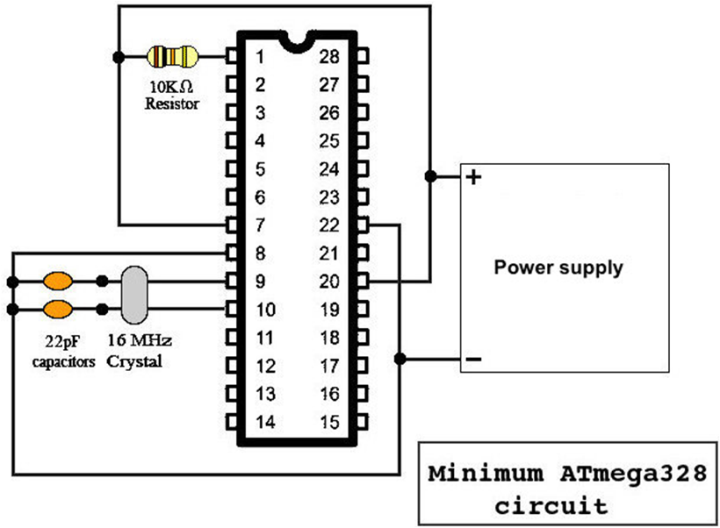 1 28
10KΩ
Resistor
2 27
3 26
4 25
5 24
6 23
7 22
8 21
9 20
10 19
11 18
12 17
13 16
14 15
+
Power supply
−
22pF
capacitors
16 MHz
Crystal
Minimum ATmega328
circuit